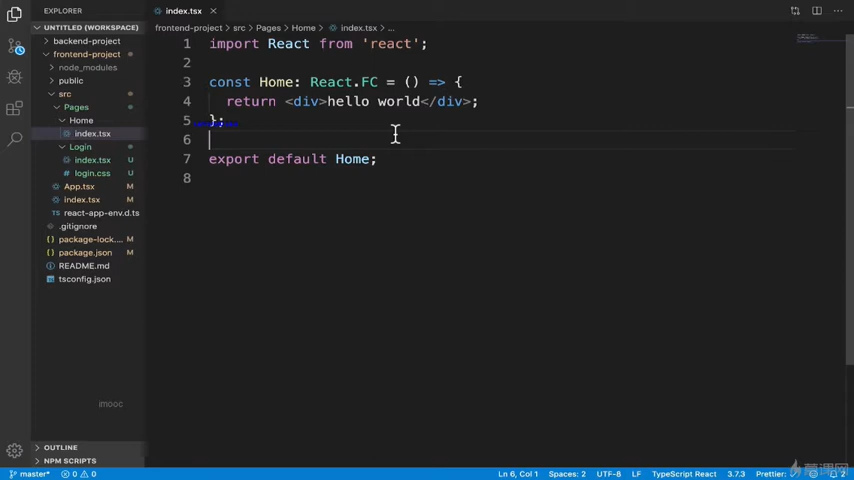 EXPLORER
index.tsx
UNTITLED (WORKSPACE)
backend-project
frontend-project
node_modules
public
src
Pages
Home
index.tsx
Login
index.tsx
login.css
App.tsx M
index.tsx M
react-app-env.d.ts
.gitignore
package-lock.... M
package.json M
README.md
tsconfig.json
imooc
OUTLINE
NPM SCRIPTS
frontend-project > src > Pages > Home > index.tsx > ...
1 import React from 'react';
2
3 const Home: React.FC = () => {
4 return <div>hello world</div>;
5 };
6
7 export default Home;
8
慕课网
master* 0 0 Ln 6, Col 1 Spaces: 2 UTF-8 LF TypeScript React 3.7.3 Prettier: ✓ 2